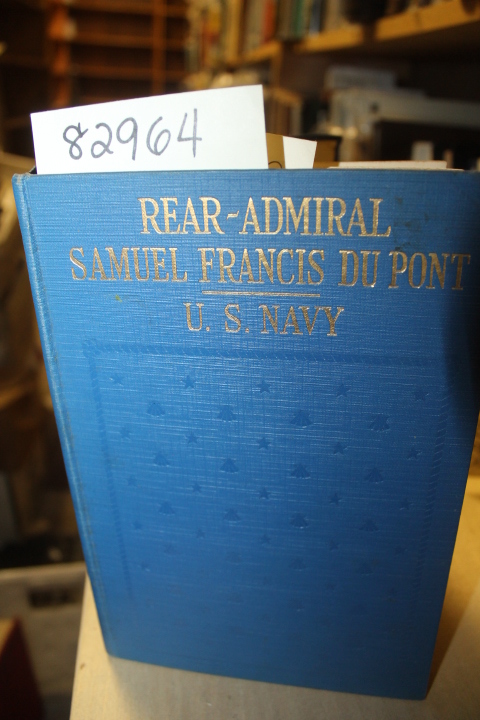 82964
REAR-ADMIRAL
SAMUEL FRANCIS DU PONT
U. S. NAVY